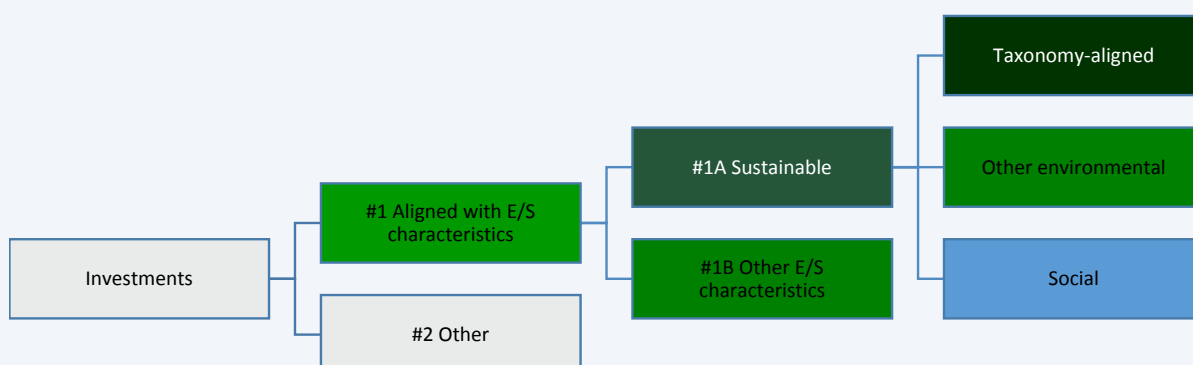 Investments
#1 Aligned with E/S
characteristics
#2 Other
#1A Sustainable
#1B Other E/S
characteristics
Taxonomy-aligned
Other environmental
Social